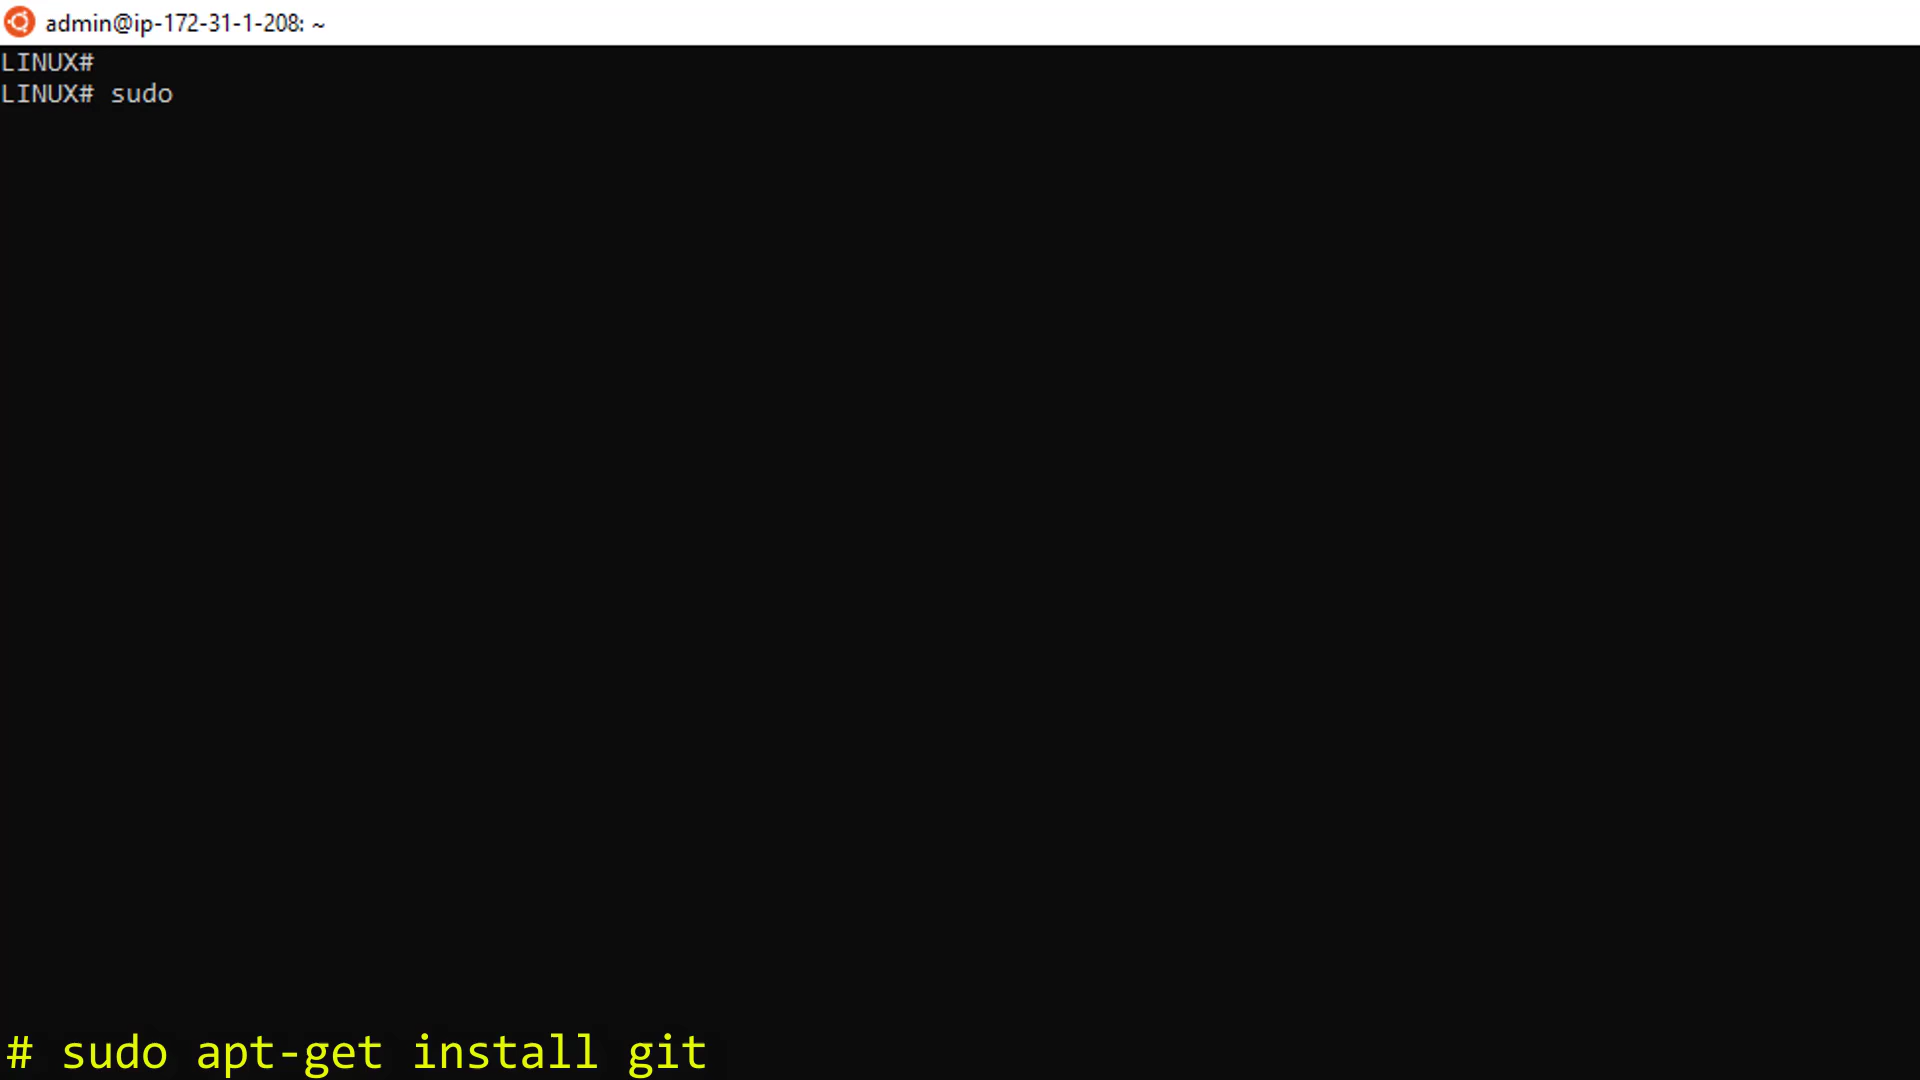 admin@ip-172-31-1-208: ~
LINUX#
LINUX# sudo
# sudo apt-get install git